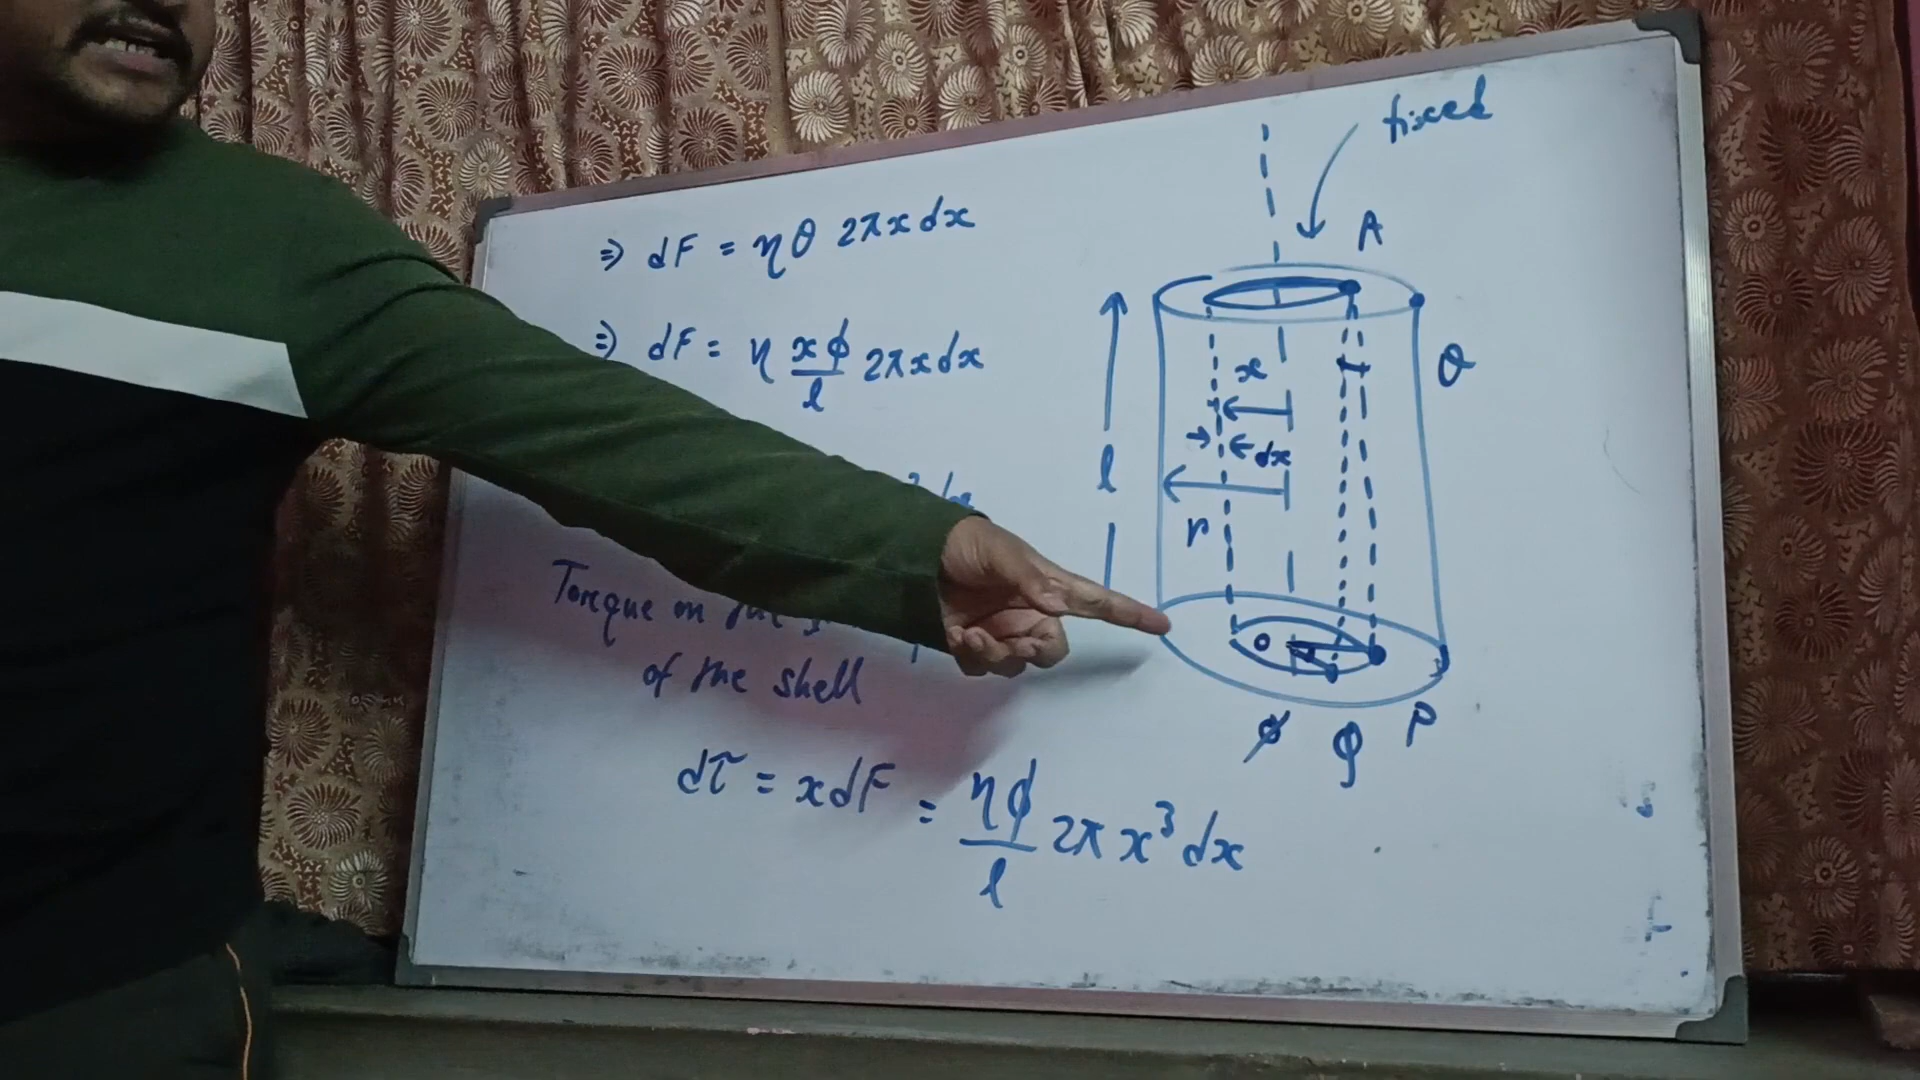 ⇒ dF = ηθ 2πx dx
⇒ dF = η xϕ/l 2πx dx
Torque on the
of the shell
dτ = x dF = ηϕ/l 2π x³ dx
fixed
A
θ
x
dx
l
r
O
ϕ
P